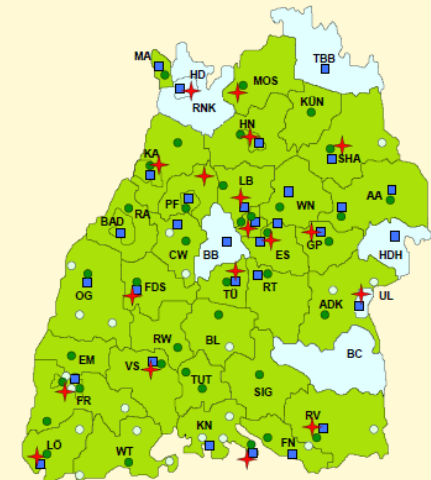 MA
TBB
HD
MOS
RNK
KÜN
HN
KA
SHA
LB
AA
PF
WN
RA
BAD
GP
CW
BB
ES
HDH
TÜ
RT
OG
FDS
UL
ADK
RW
BL
EM
VS
BC
TUT
SIG
FR
RV
KN
LÖ
FN
WT